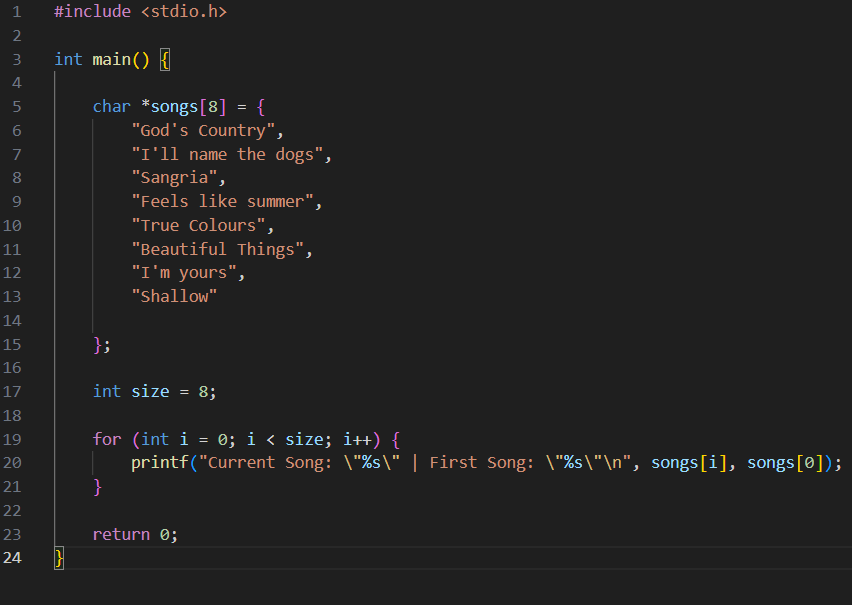 1 #include <stdio.h>
2
3 int main() {
4
5     char *songs[8] = {
6         "God's Country",
7         "I'll name the dogs",
8         "Sangria",
9         "Feels like summer",
10         "True Colours",
11         "Beautiful Things",
12         "I'm yours",
13         "Shallow"
14
15     };
16
17     int size = 8;
18
19     for (int i = 0; i < size; i++) {
20         printf("Current Song: \"%s\" | First Song: \"%s\"\n", songs[i], songs[0]);
21     }
22
23     return 0;
24 }